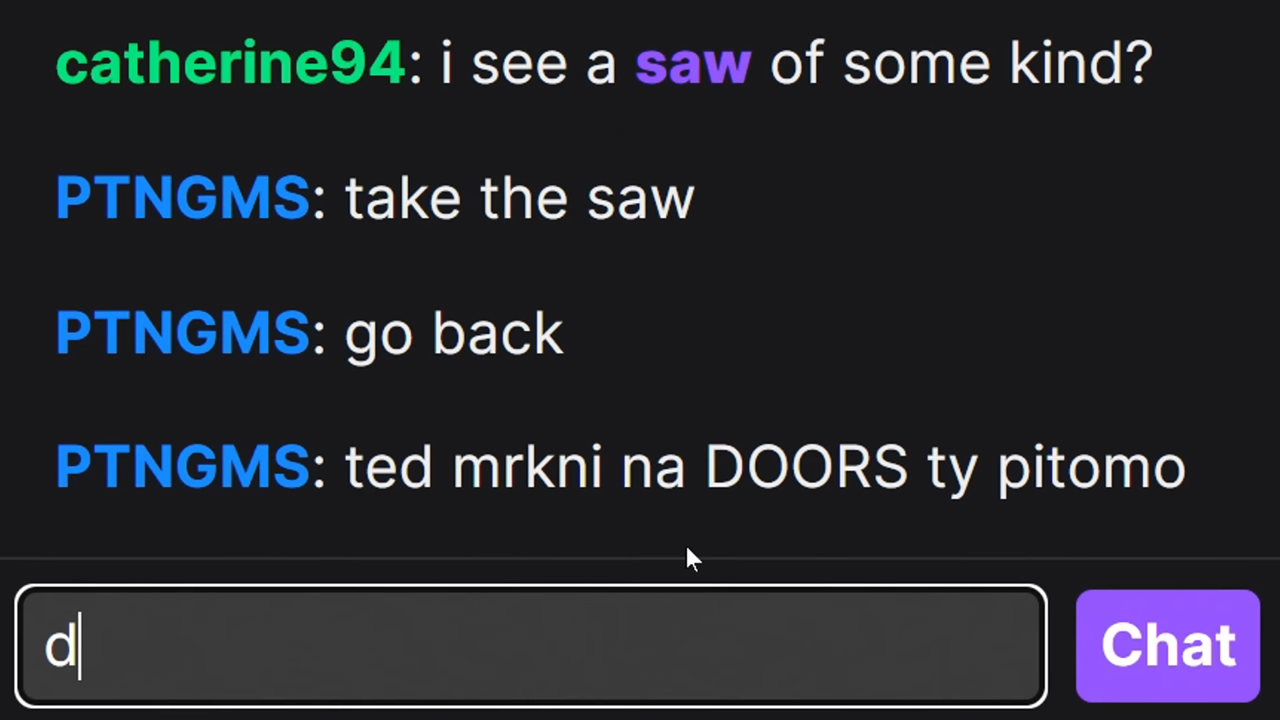 catherine94: i see a saw of some kind?
PTNGMS: take the saw
PTNGMS: go back
PTNGMS: ted mrkni na DOORS ty pitomo
d
Chat